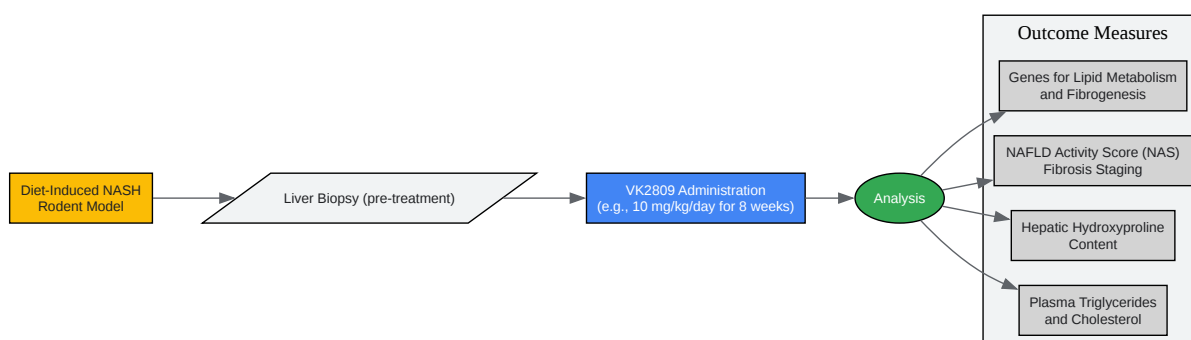 Diet-Induced NASH
Rodent Model
Liver Biopsy (pre-treatment)
VK2809 Administration
(e.g., 10 mg/kg/day for 8 weeks)
Analysis
Outcome Measures
Genes for Lipid Metabolism
and Fibrogenesis
NAFLD Activity Score (NAS)
Fibrosis Staging
Hepatic Hydroxyproline
Content
Plasma Triglycerides
and Cholesterol